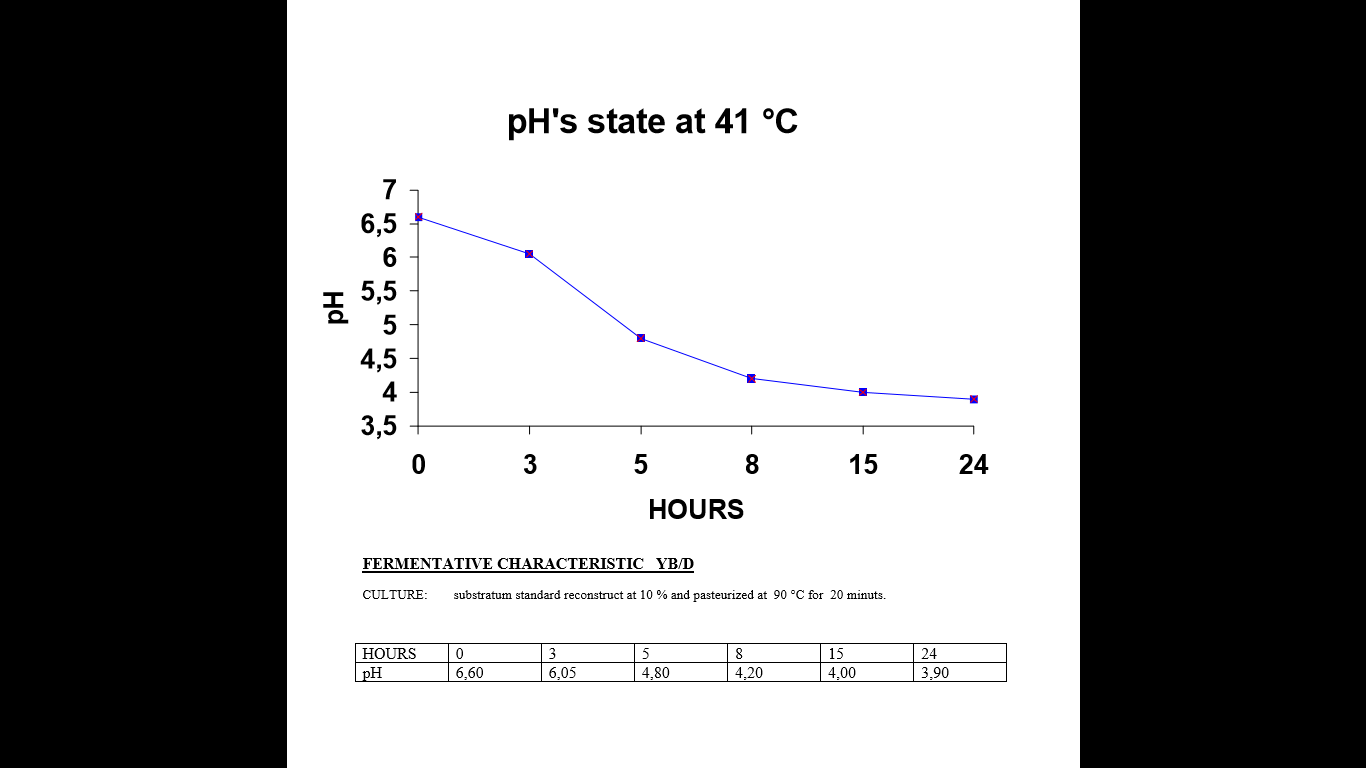 pH's state at 41 °C
7
6,5
6
5,5
5
4,5
4
3,5
pH
0 3 5 8 15 24
HOURS
FERMENTATIVE CHARACTERISTIC YB/D
CULTURE: substratum standard reconstruct at 10 % and pasteurized at 90 °C for 20 minuts.
HOURS 0 3 5 8 15 24
pH 6,60 6,05 4,80 4,20 4,00 3,90